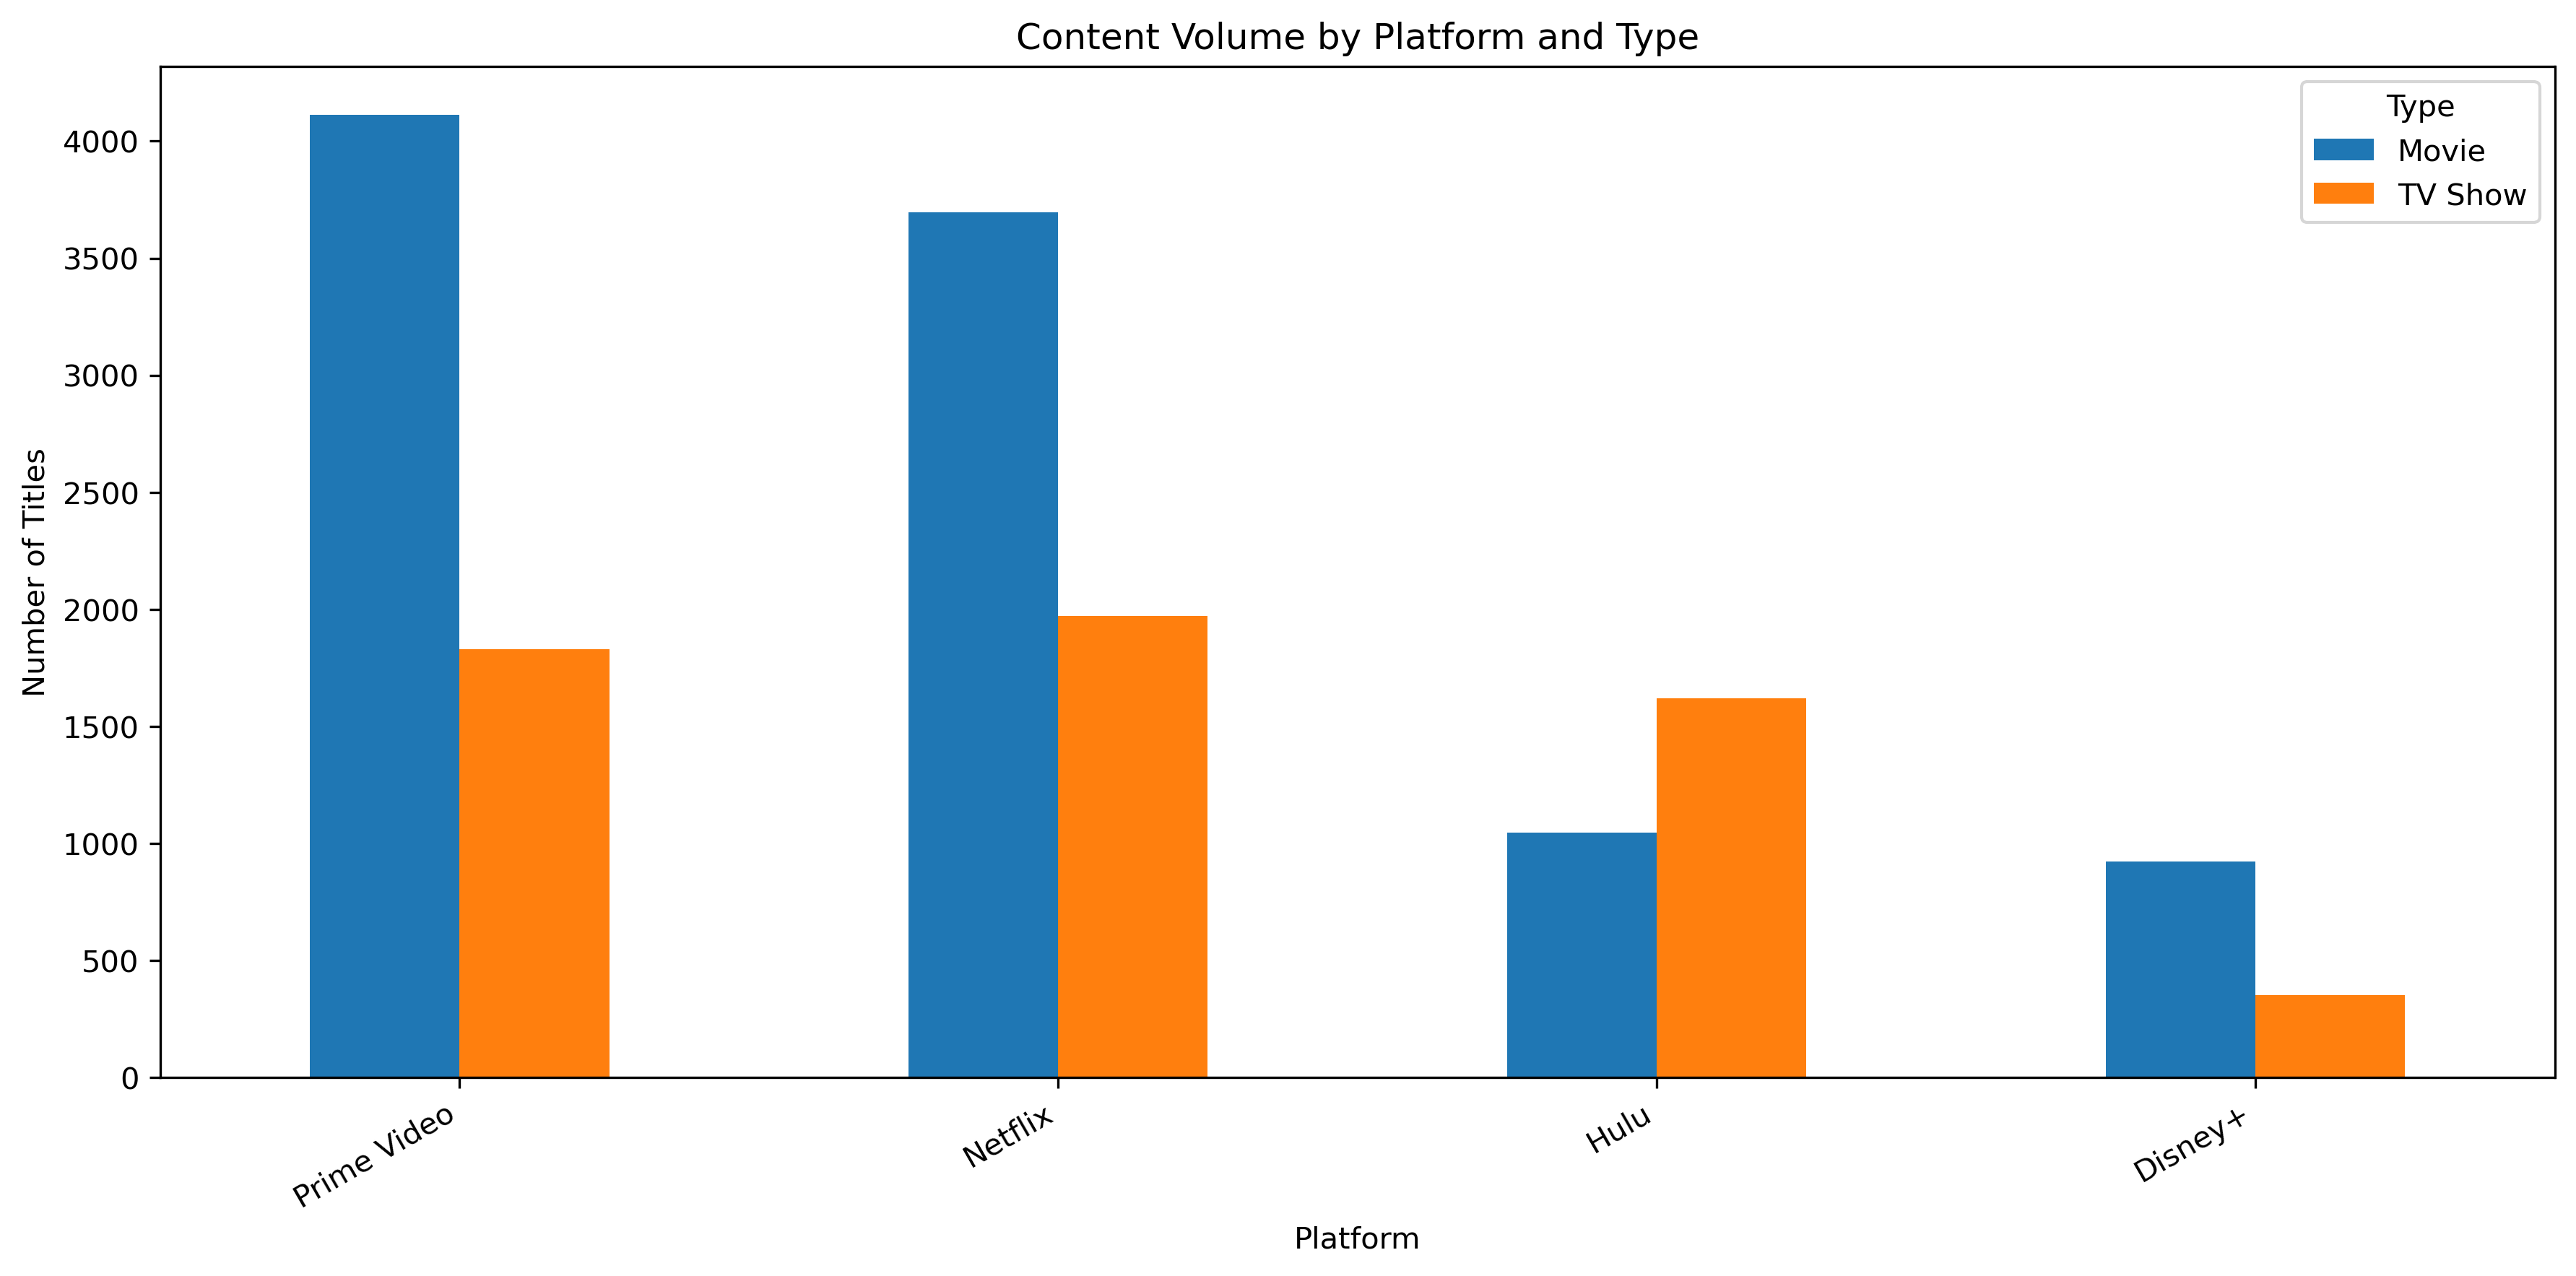 Content Volume by Platform and Type
Type
Movie
TV Show
Number of Titles
4000
3500
3000
2500
2000
1500
1000
500
0
Prime Video
Netflix
Hulu
Disney+
Platform